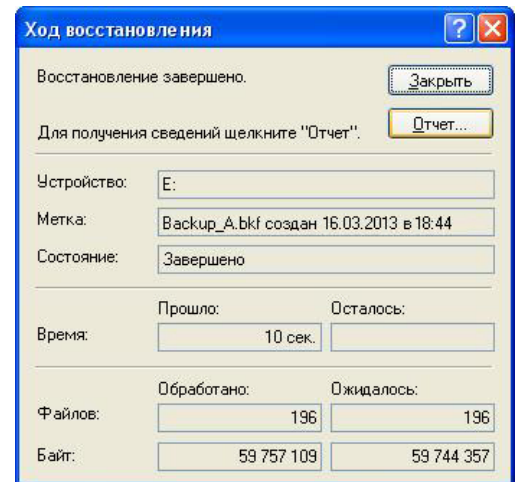 Ход восстановления
Восстановление завершено.
Закрыть
Для получения сведений щелкните "Отчет".
Отчет...
Устройство: E:
Метка: Backup_A.bkf создан 16.03.2013 в 18:44
Состояние: Завершено
Прошло: Осталось:
Время: 10 сек.
Обработано: Ожидалось:
Файлов: 196 196
Байт: 59 757 109 59 744 357